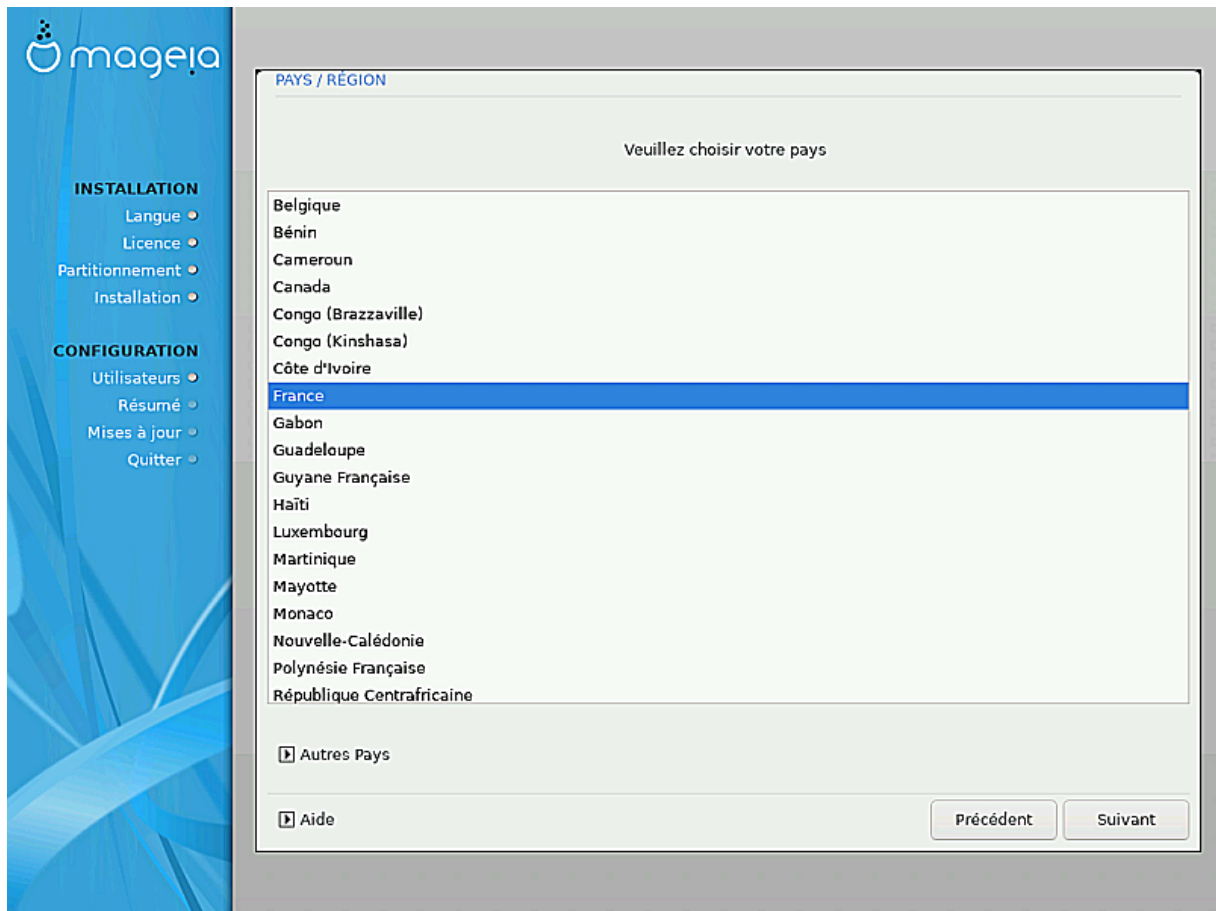 mageia
INSTALLATION
Langue
Licence
Partitionnement
Installation
CONFIGURATION
Utilisateurs
Résumé
Mises à jour
Quitter
PAYS / RÉGION
Veuillez choisir votre pays
Belgique
Bénin
Cameroun
Canada
Congo (Brazzaville)
Congo (Kinshasa)
Côte d'Ivoire
France
Gabon
Guadeloupe
Guyane Française
Haïti
Luxembourg
Martinique
Mayotte
Monaco
Nouvelle-Calédonie
Polynésie Française
République Centrafricaine
Autres Pays
Aide
Précédent
Suivant